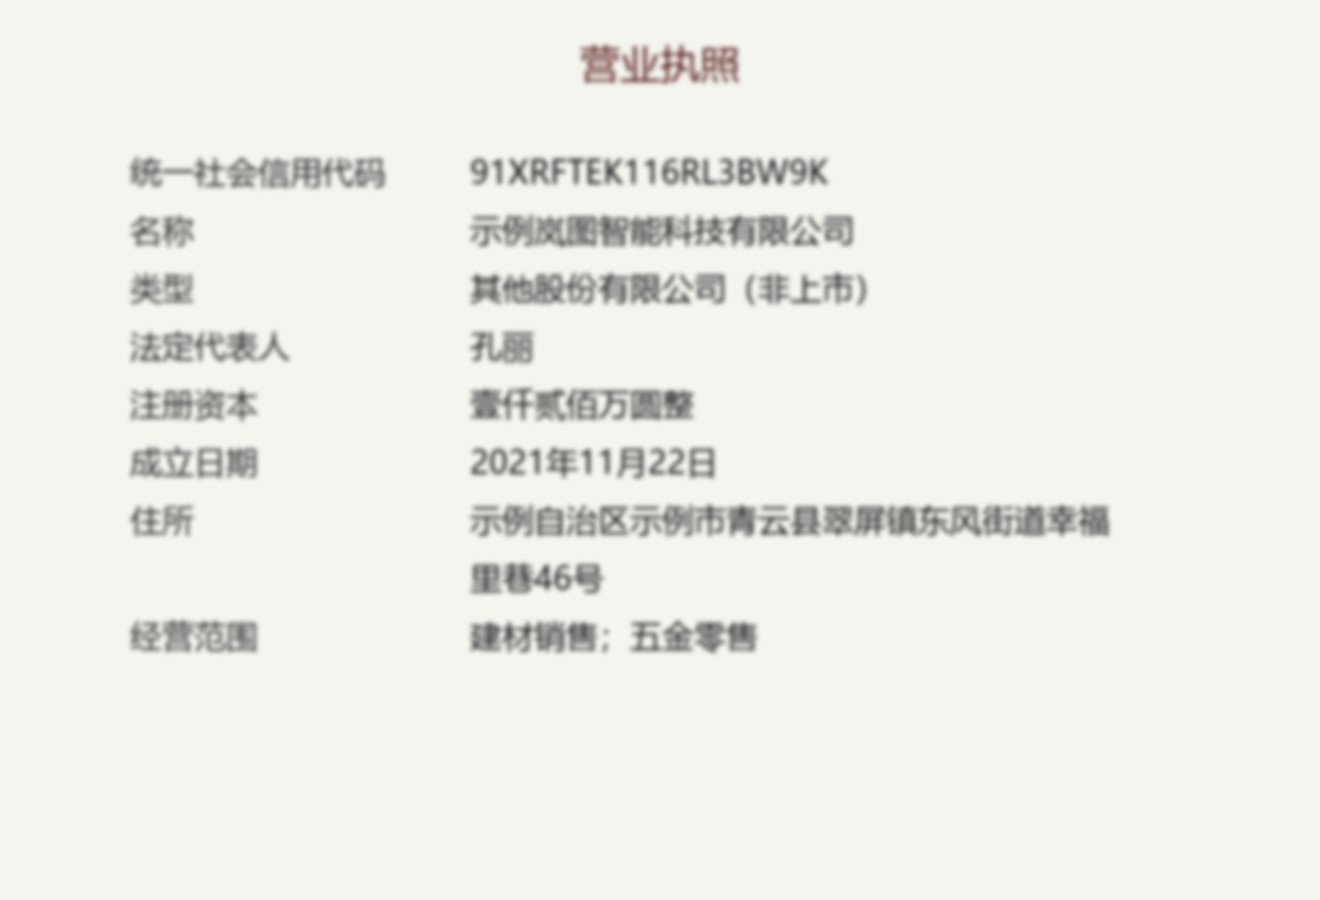 营业执照
统一社会信用代码 91XRFTEK116RL3BW9K
名称 示例岚图智能科技有限公司
类型 其他股份有限公司（非上市）
法定代表人 孔丽
注册资本 壹仟贰佰万圆整
成立日期 2021年11月22日
住所 示例自治区示例市青云县翠屏镇东风街道幸福
里巷46号
经营范围 建材销售；五金零售